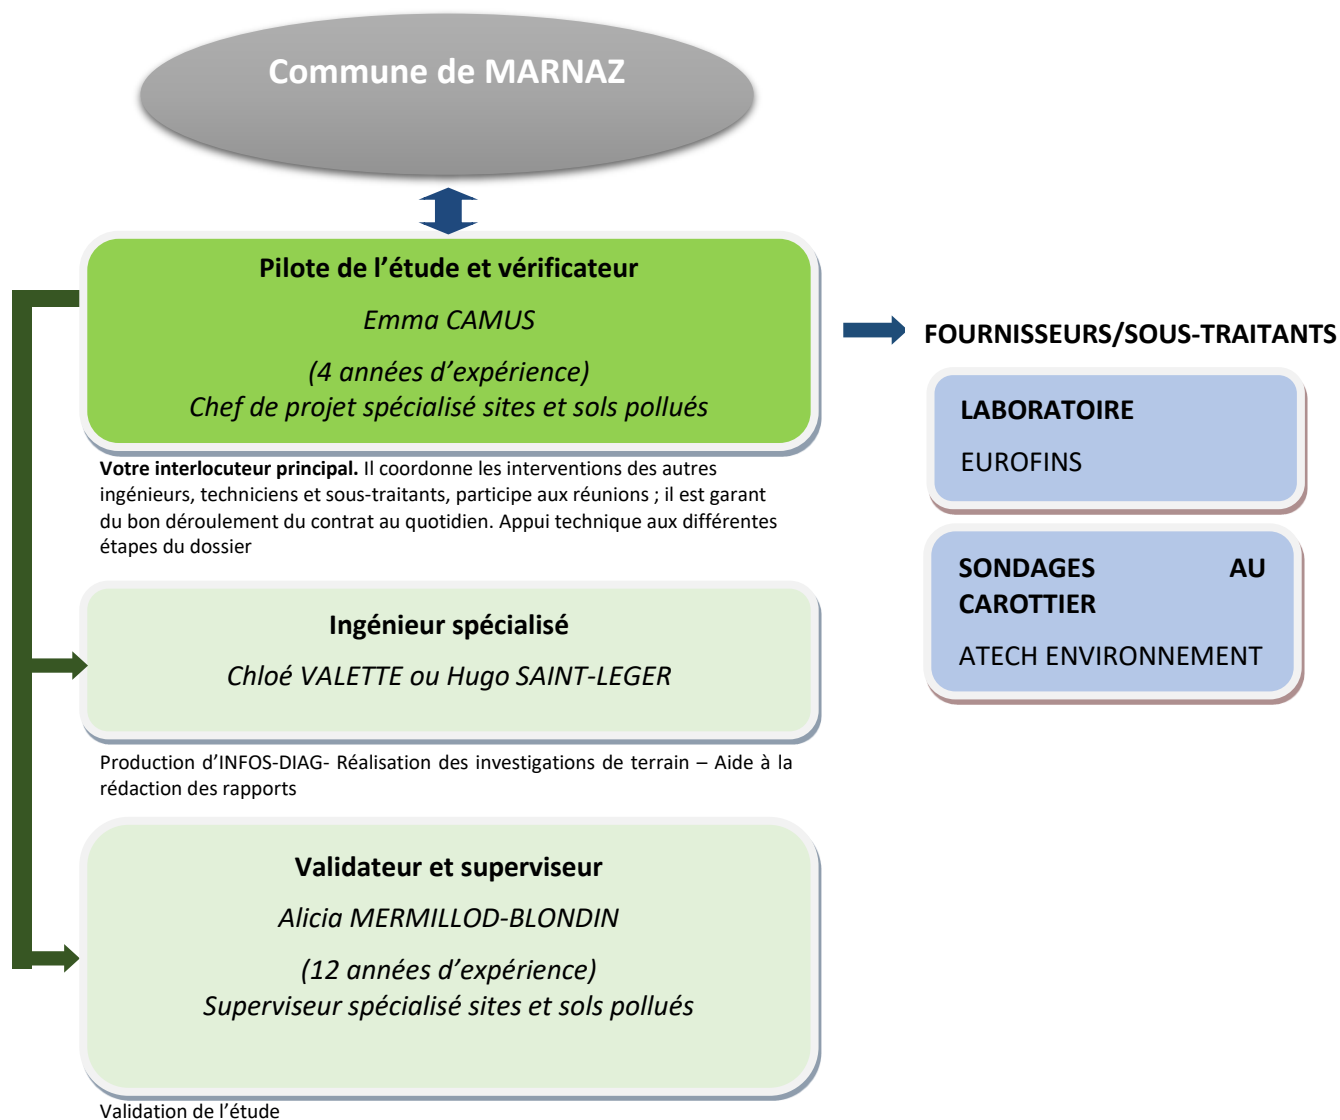 Commune de MARNAZ
Pilote de l’étude et vérificateur
Emma CAMUS
(4 années d’expérience)
Chef de projet spécialisé sites et sols pollués
Votre interlocuteur principal. Il coordonne les interventions des autres
ingénieurs, techniciens et sous-traitants, participe aux réunions ; il est garant
du bon déroulement du contrat au quotidien. Appui technique aux différentes
étapes du dossier
Ingénieur spécialisé
Chloé VALETTE ou Hugo SAINT-LEGER
Production d’INFOS-DIAG- Réalisation des investigations de terrain – Aide à la
rédaction des rapports
Validateur et superviseur
Alicia MERMILLOD-BLONDIN
(12 années d’expérience)
Superviseur spécialisé sites et sols pollués
Validation de l’étude
FOURNISSEURS/SOUS-TRAITANTS
LABORATOIRE
EUROFINS
SONDAGES AU
CAROTTIER
ATECH ENVIRONNEMENT